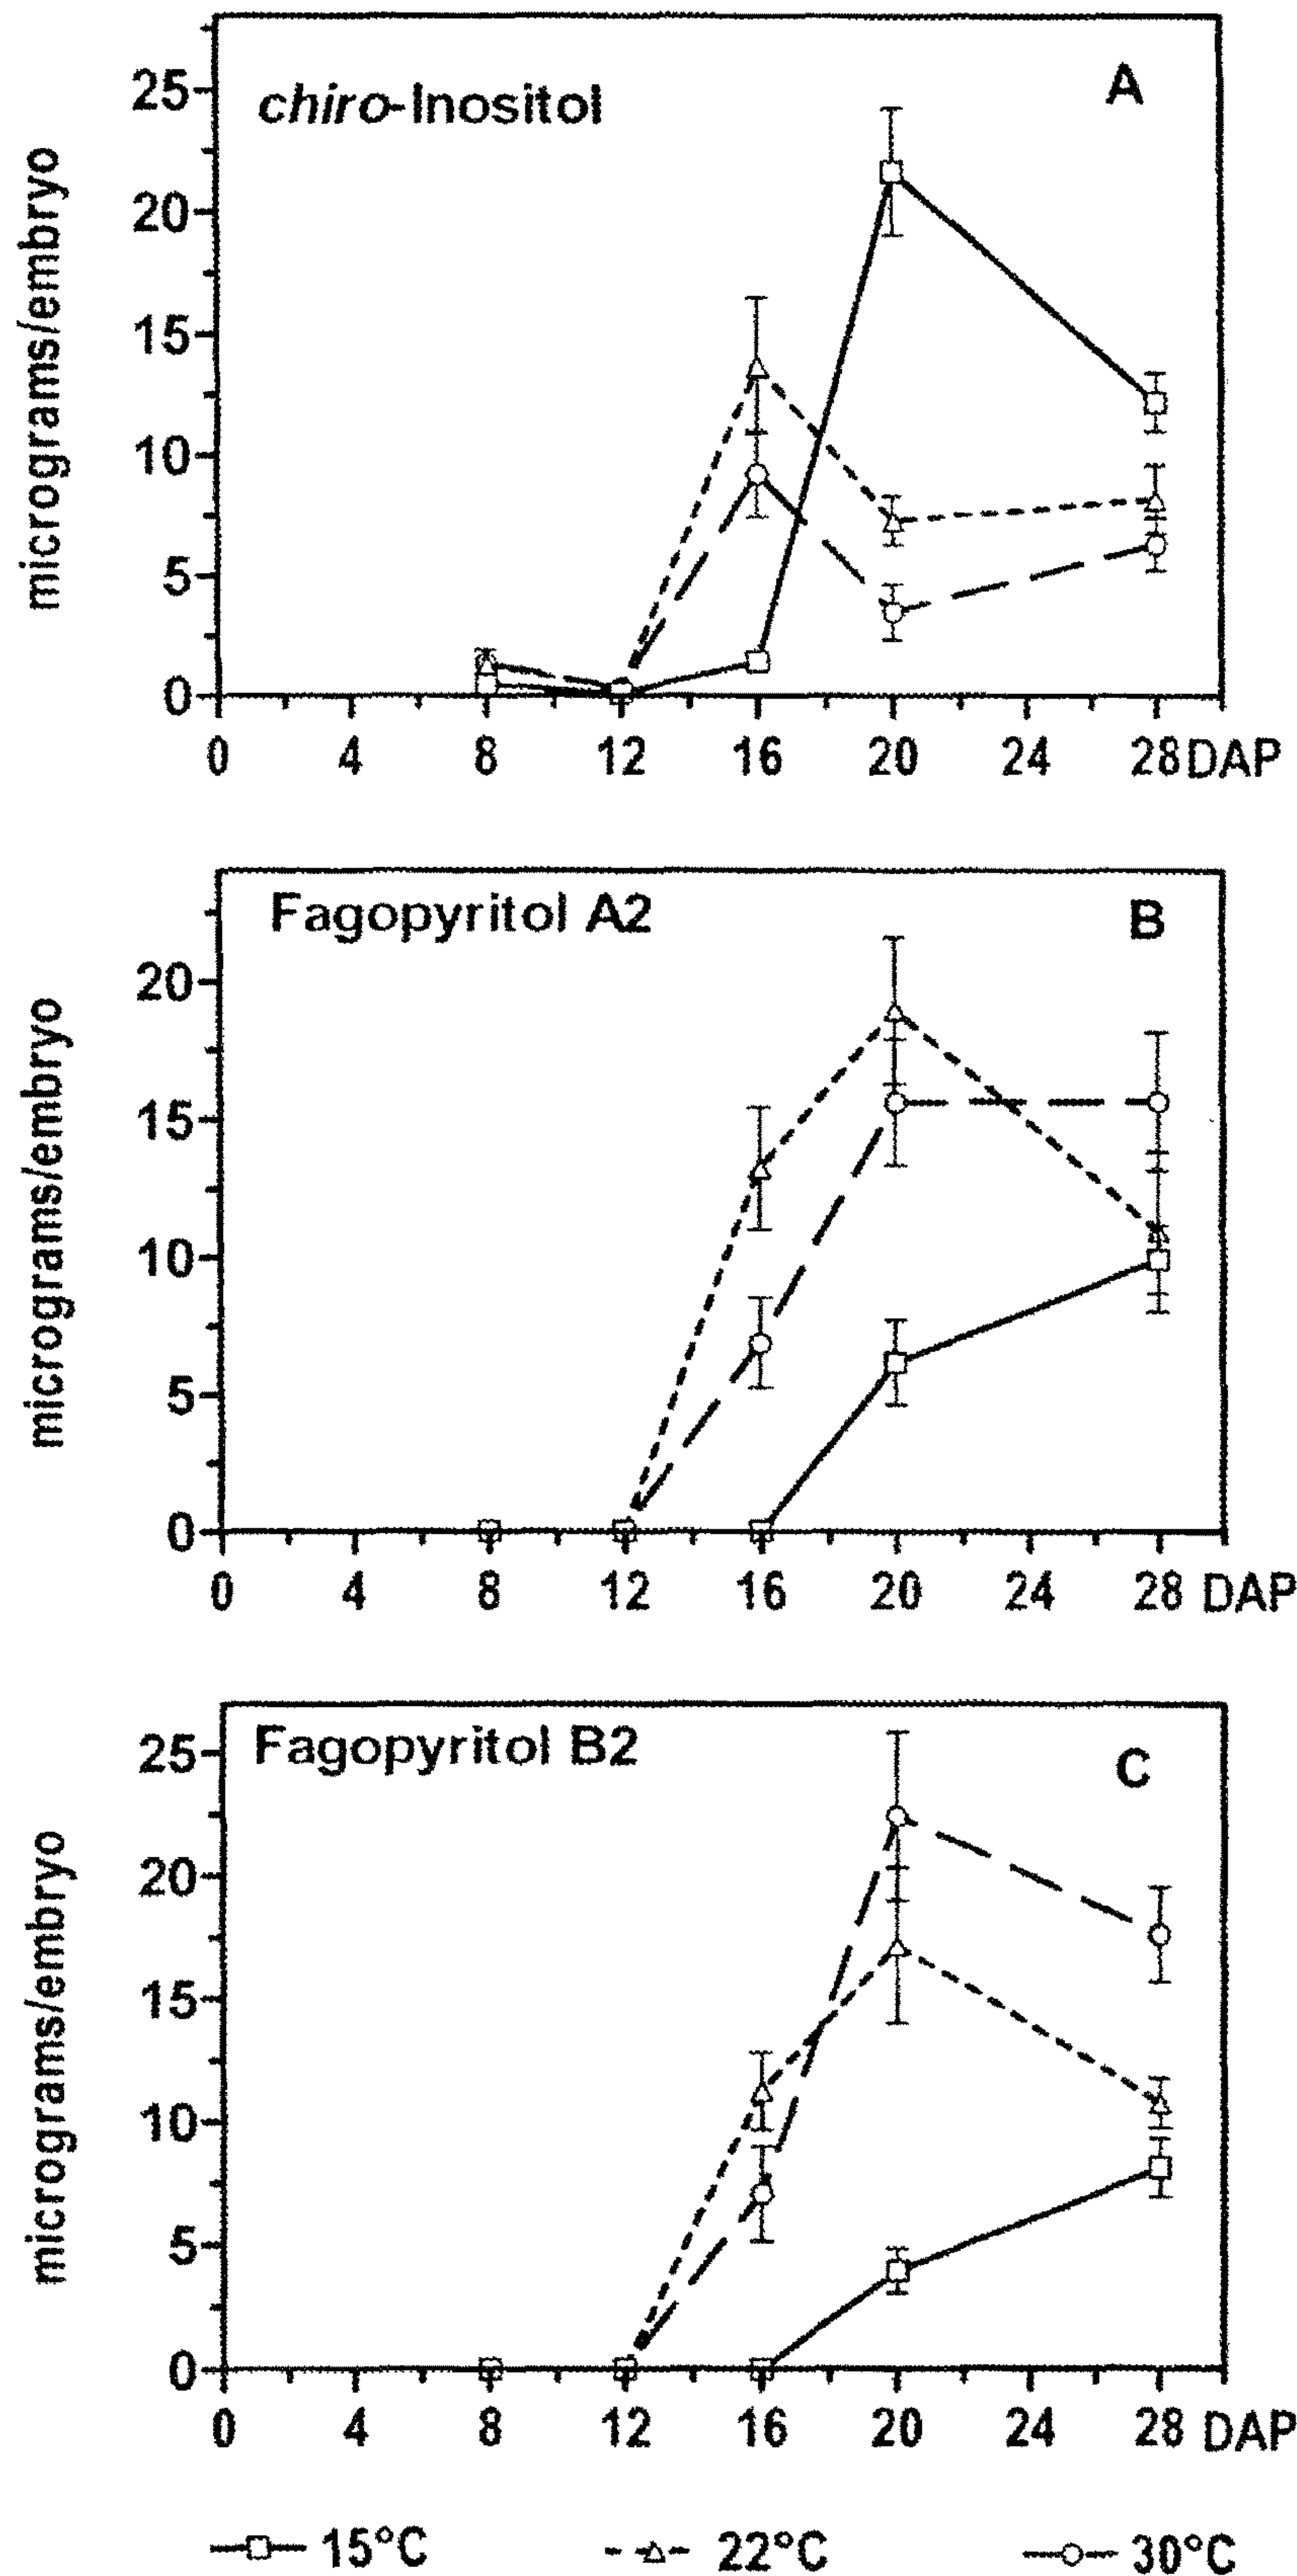 chiro-Inositol
A
microgramsembryo
25
20
15
10
5
0
0 4 8 12 16 20 24 28 DAP
Fagopyritol A2
B
micrograms/embryo
20
15
10
5
0
0 4 8 12 16 20 24 28 DAP
Fagopyritol B2
C
micrograms/embryo
25
20
15
10
5
0
0 4 8 12 16 20 24 28 DAP
15°C 22°C 30°C